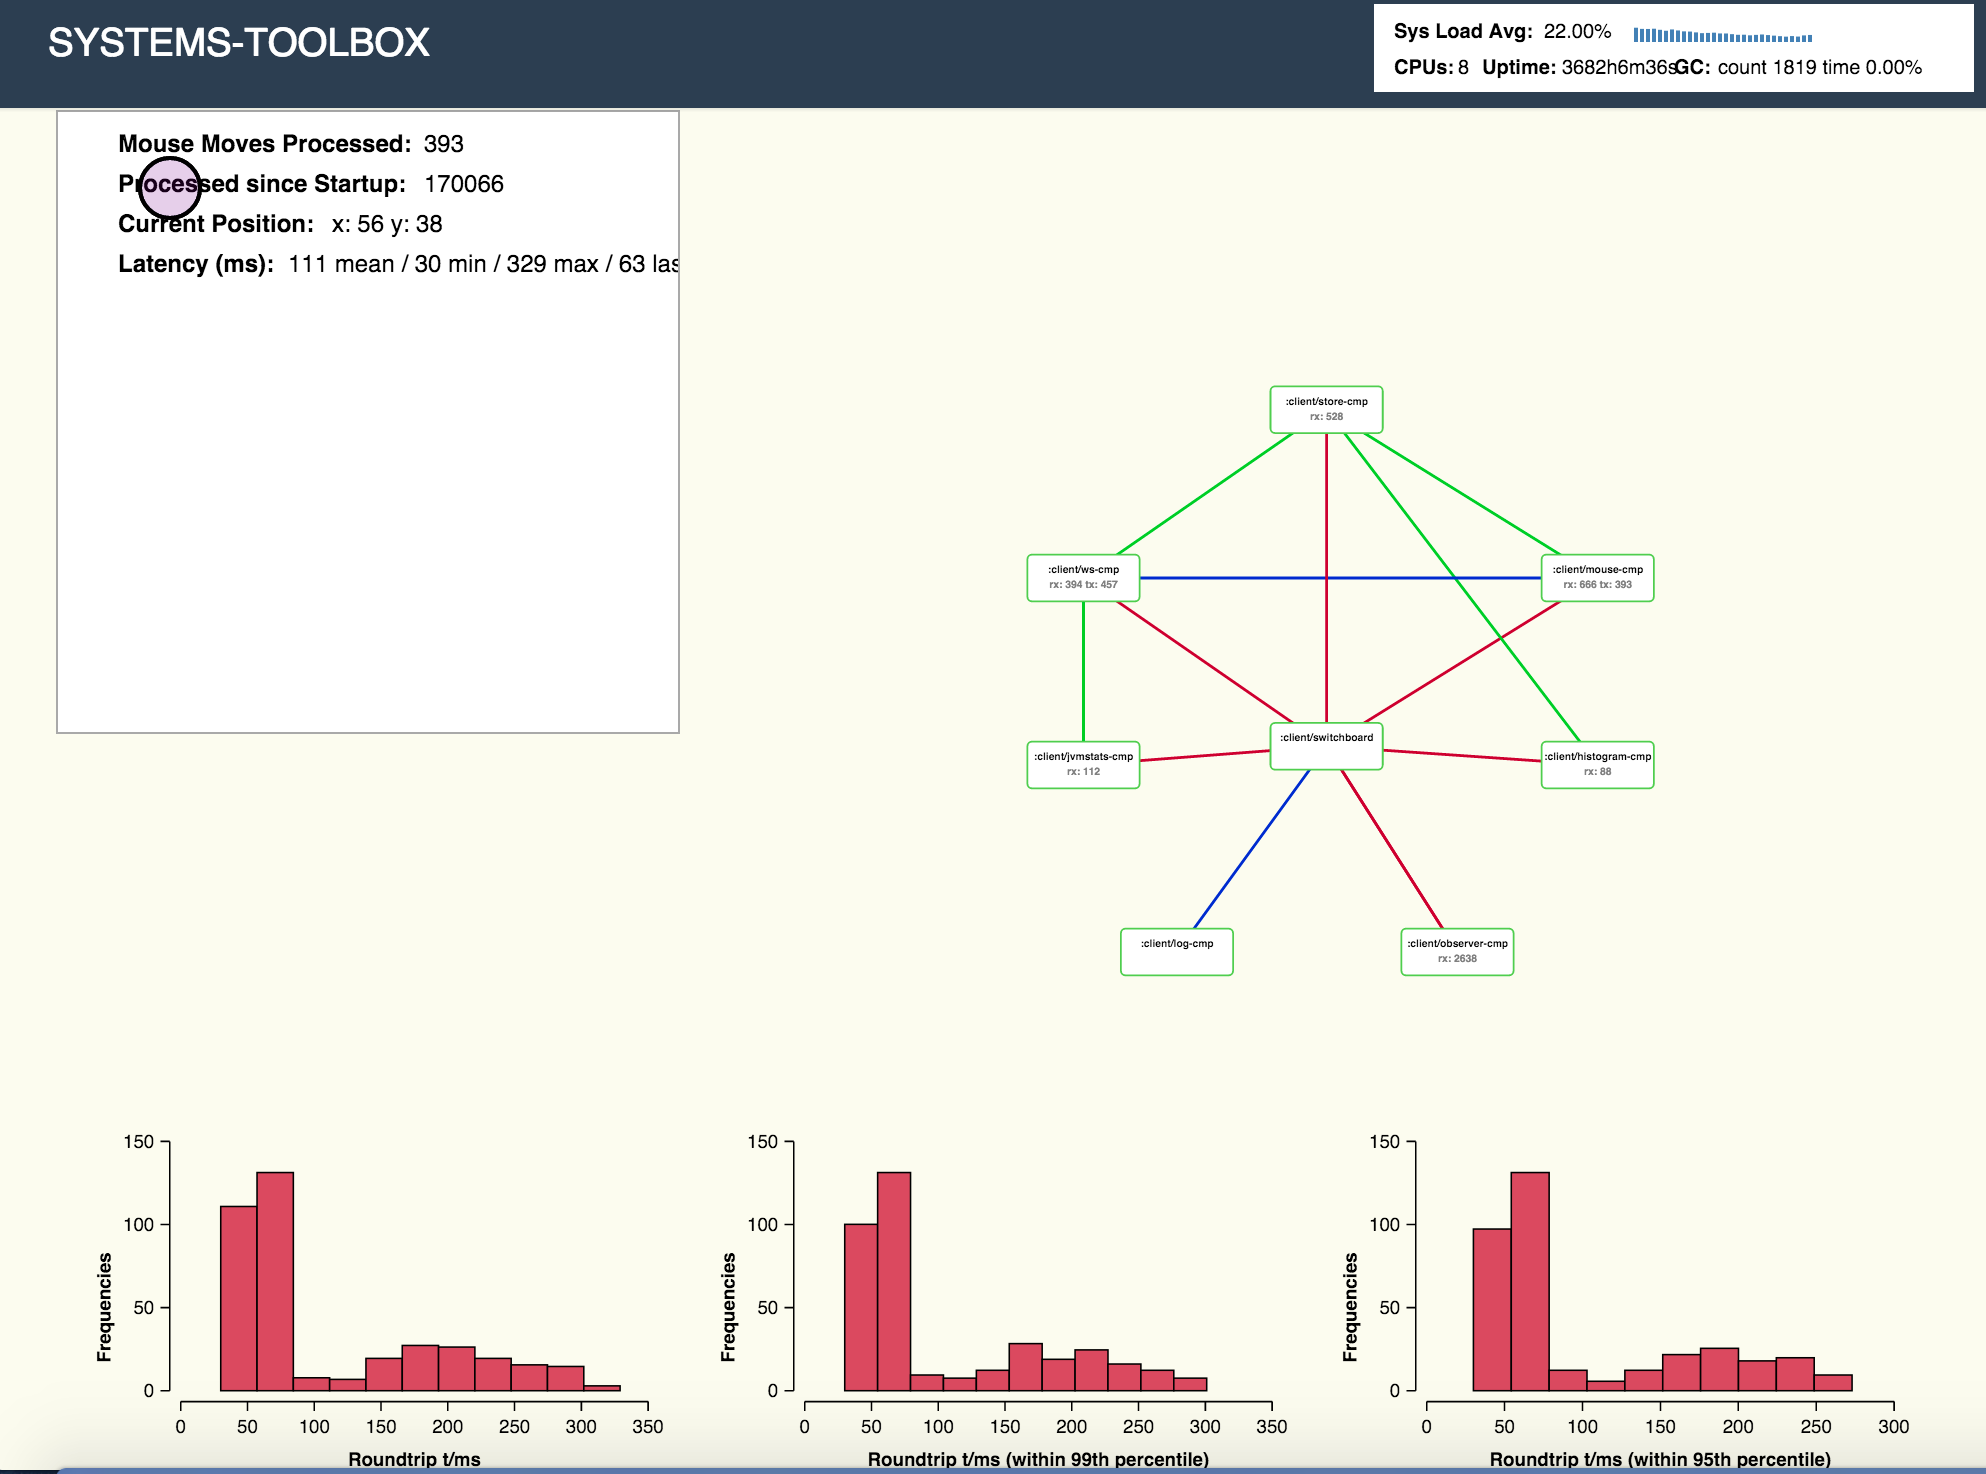 SYSTEMS-TOOLBOX
Sys Load Avg: 22.00%
CPUs: 8 Uptime: 3682h6m36s GC: count 1819 time 0.00%
Mouse Moves Processed: 393
Processed since Startup: 170066
Current Position: x: 56 y: 38
Latency (ms): 111 mean / 30 min / 329 max / 63 las
:client/store-cmp
rx: 528
:client/ws-cmp
rx: 394 tx: 457
:client/mouse-cmp
rx: 666 tx: 393
:client/switchboard
:client/jvmstats-cmp
rx: 112
:client/histogram-cmp
rx: 88
:client/log-cmp
:client/observer-cmp
rx: 2638
150
100
50
0
Frequencies
0 50 100 150 200 250 300 350
Roundtrip t/ms
150
100
50
0
Frequencies
0 50 100 150 200 250 300 350
Roundtrip t/ms (within 99th percentile)
150
100
50
0
Frequencies
0 50 100 150 200 250 300
Roundtrip t/ms (within 95th percentile)